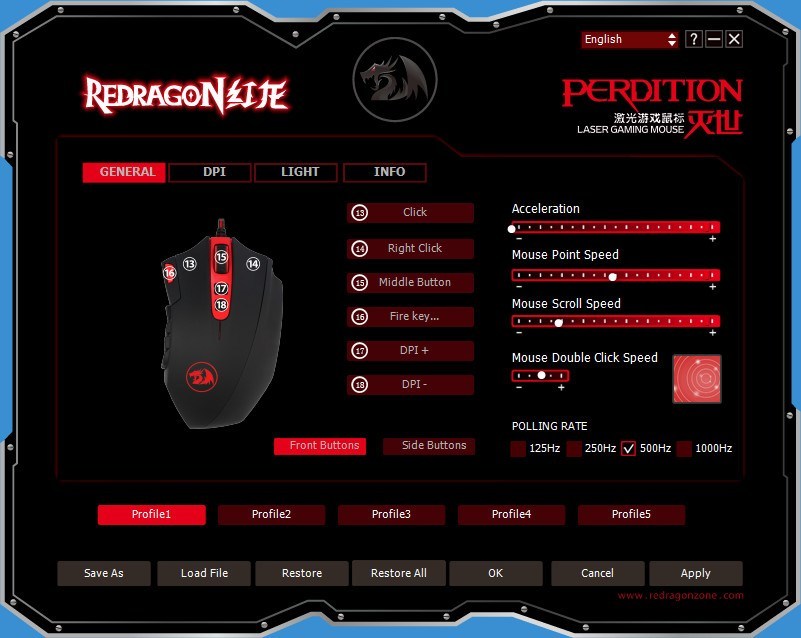 English
?
REDRAGON红龙
PERDITION
激光游戏鼠标
灭世
LASER GAMING MOUSE
GENERAL
DPI
LIGHT
INFO
13 Click
14 Right Click
15 Middle Button
16 Fire key...
17 DPI +
18 DPI -
16
13
15
14
17
18
Front Buttons
Side Buttons
Acceleration
- +
Mouse Point Speed
- +
Mouse Scroll Speed
- +
Mouse Double Click Speed
- +
POLLING RATE
125Hz 250Hz 500Hz 1000Hz
Profile1
Profile2
Profile3
Profile4
Profile5
Save As
Load File
Restore
Restore All
OK
Cancel
Apply
www.redragonzone.com